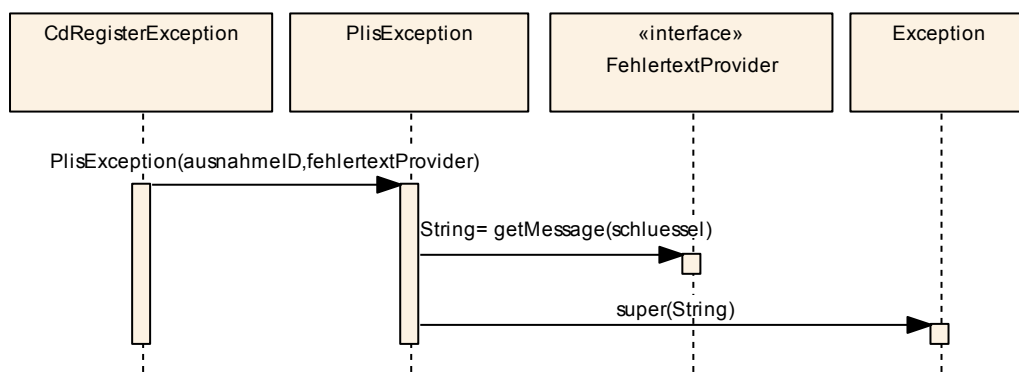 CdRegisterException
PlisException
«interface»
FehlertextProvider
Exception
PlisException(ausnahmeID,fehlertextProvider)
String= getMessage(schluessel)
super(String)